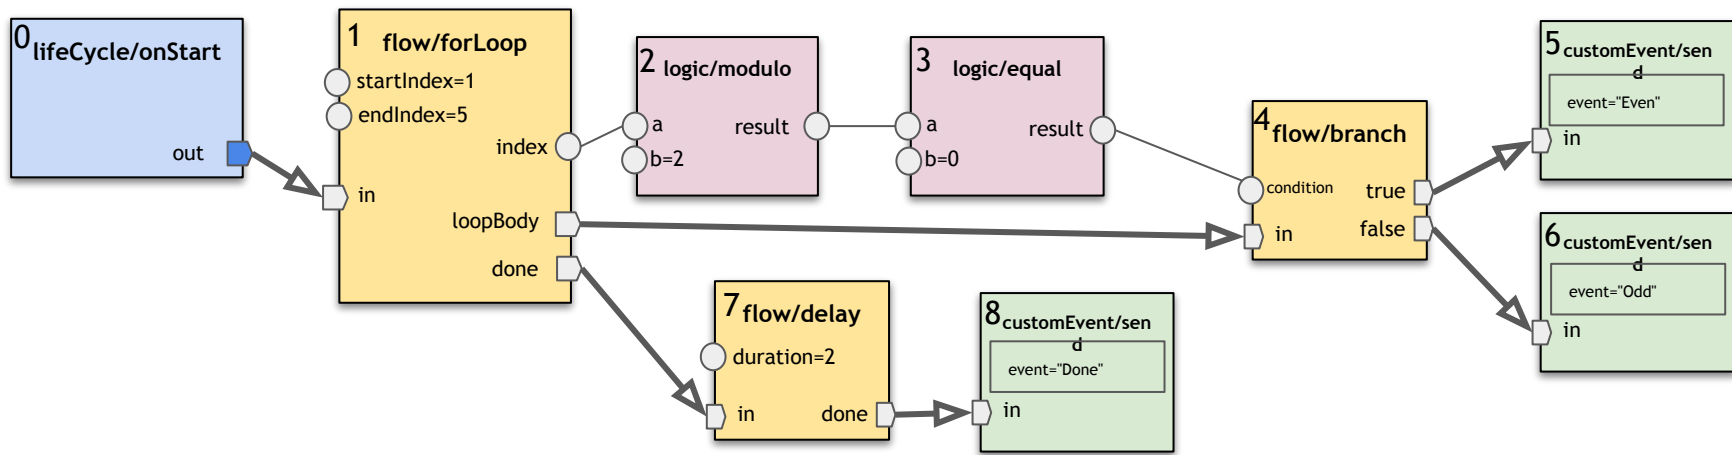 0 lifeCycle/onStart
out
1 flow/forLoop
startIndex=1
endIndex=5
index
in
loopBody
done
2 logic/modulo
a
result
b=2
3 logic/equal
a
result
b=0
4 flow/branch
condition
true
in
false
5 customEvent/sen
d
event="Even"
in
6 customEvent/sen
d
event="Odd"
in
7 flow/delay
duration=2
in
done
8 customEvent/sen
d
event="Done"
in